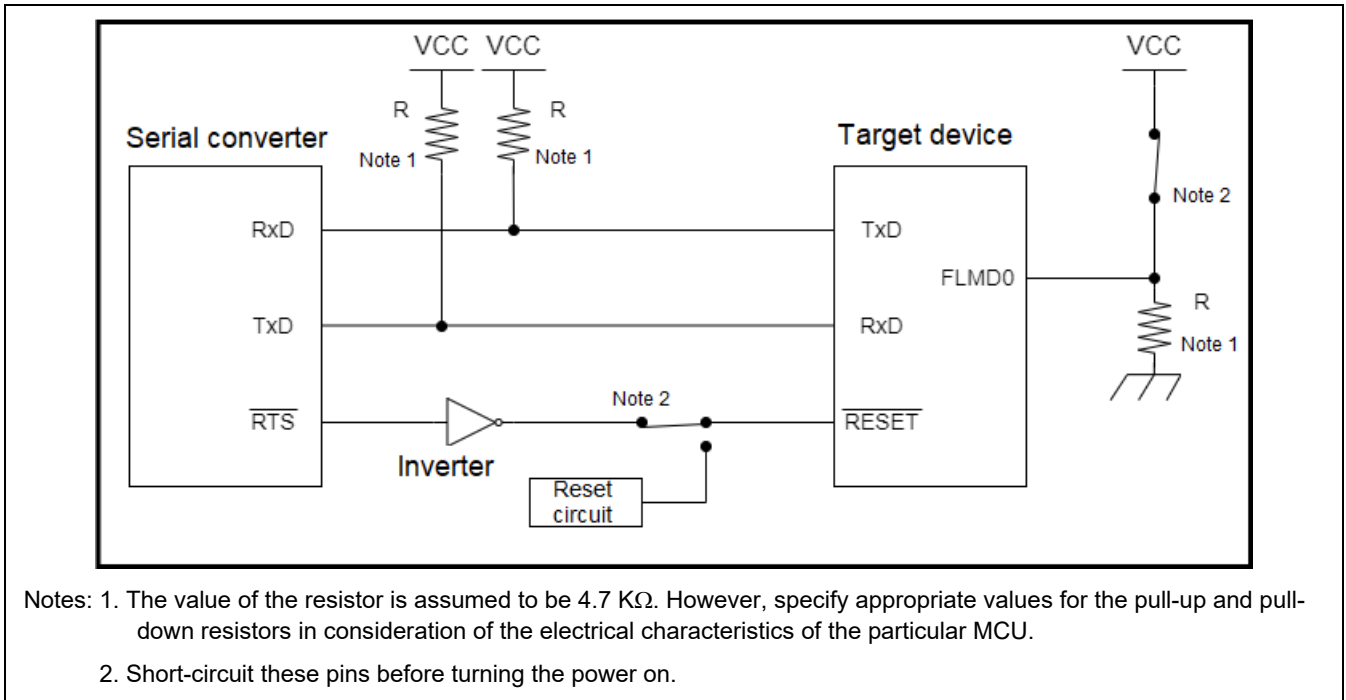 VCC VCC
VCC
R
R
Serial converter
Target device
Note 1
Note 1
Note 2
RxD
TxD
FLMD0
R
TxD
RxD
Note 1
Note 2
RTS
RESET
Inverter
Reset
circuit
Notes: 1. The value of the resistor is assumed to be 4.7 KΩ. However, specify appropriate values for the pull-up and pull-
down resistors in consideration of the electrical characteristics of the particular MCU.
2. Short-circuit these pins before turning the power on.